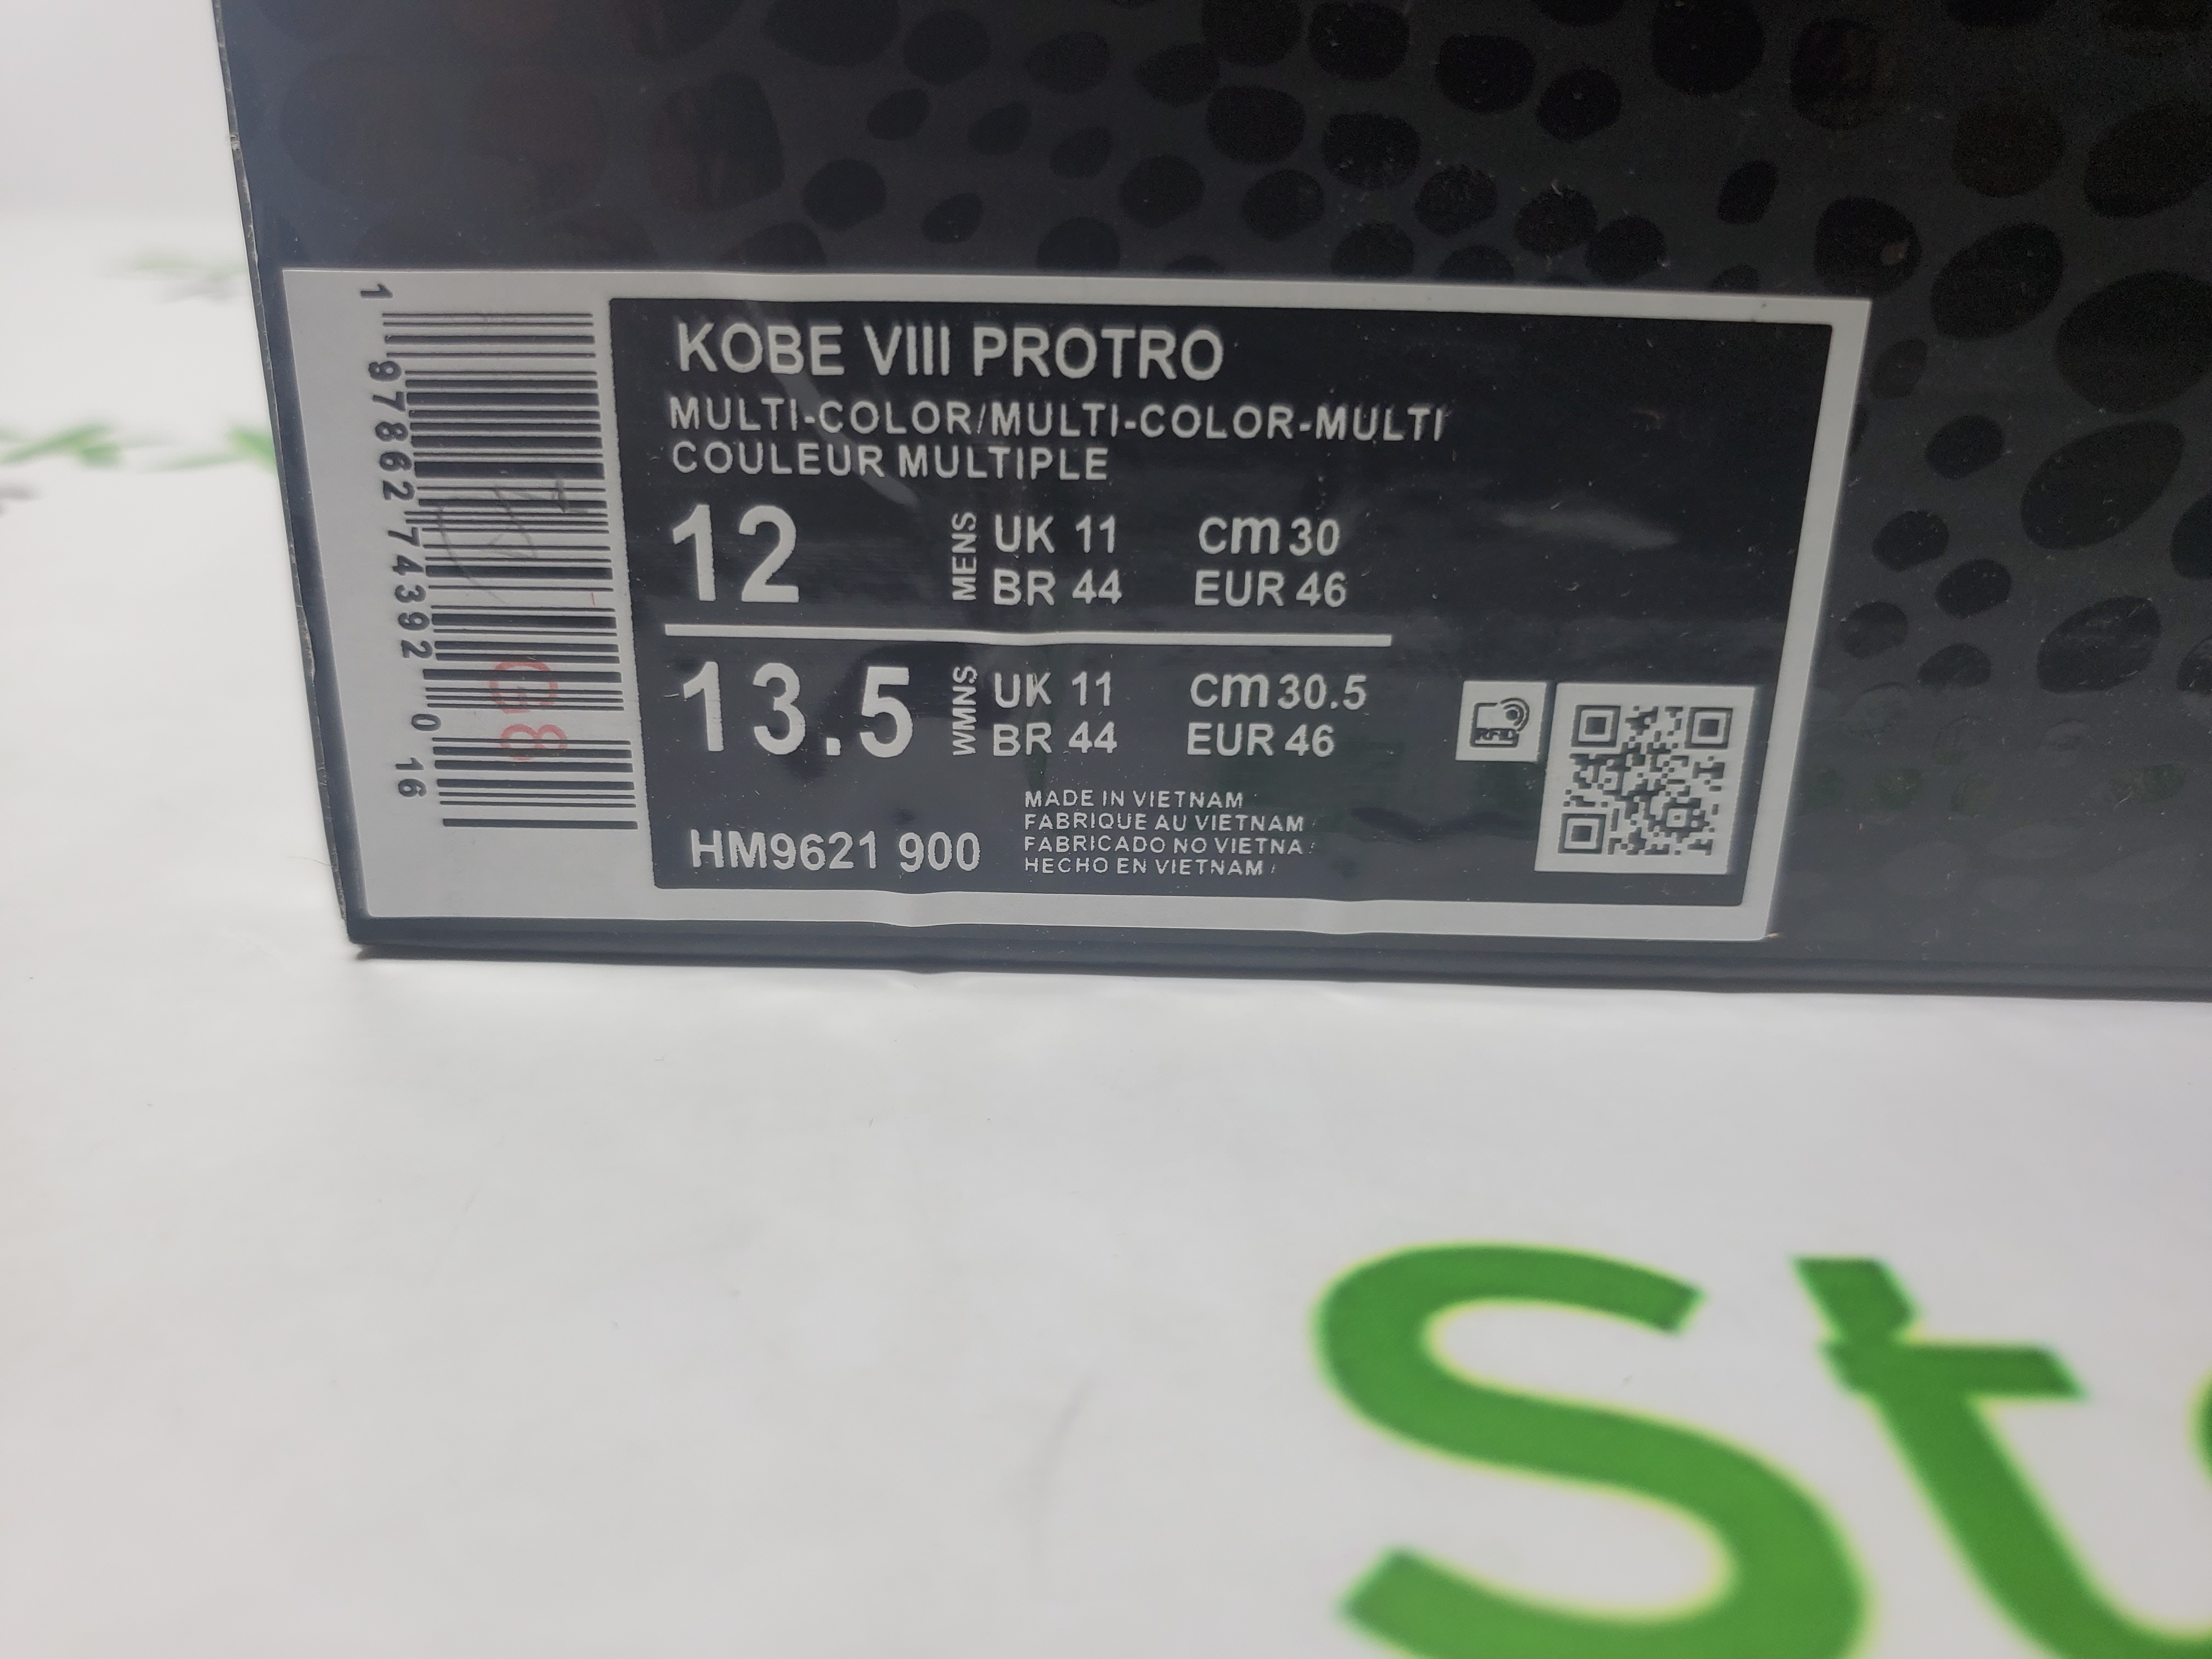 KOBE VIII PROTRO
MULTI-COLOR/MULTI-COLOR-MULTI
COULEUR MULTIPLE
12 MENS UK 11 cm 30
BR 44 EUR 46
13.5 WMNS UK 11 cm 30.5
BR 44 EUR 46
HM9621 900
MADE IN VIETNAM
FABRIQUE AU VIETNAM
FABRICADO NO VIETNA
HECHO EN VIETNAM
RFID
1 97862 74392 0 16
St